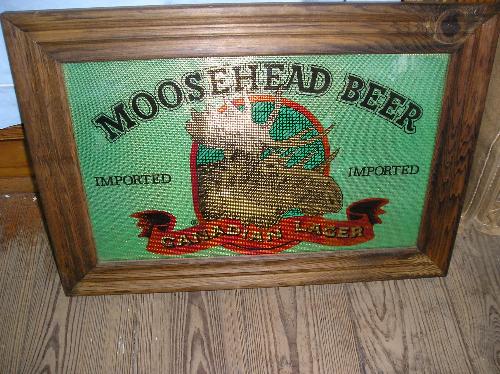 MOOSEHEAD BEER
IMPORTED IMPORTED
CANADIAN LAGER